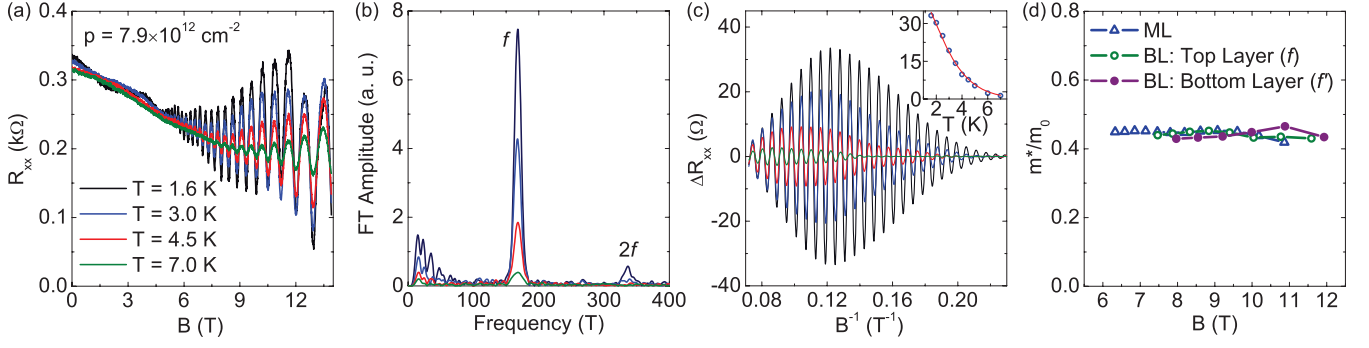 (a)
p = 7.9×10¹² cm⁻²
Rxx (kΩ)
0.4
0.3
0.2
0.1
0.0
T = 1.6 K
T = 3.0 K
T = 4.5 K
T = 7.0 K
0 3 6 9 12
B (T)
(b)
FT Amplitude (a. u.)
8
6
4
2
0
f
2f
0 100 200 300 400
Frequency (T)
(c)
ΔRxx (Ω)
40
20
0
-20
-40
30
15
0
2 4 6
T (K)
0.08 0.12 0.16 0.20
B⁻¹ (T⁻¹)
(d)
m*/m₀
0.8
0.6
0.4
0.2
0.0
ML
BL: Top Layer (f)
BL: Bottom Layer (f')
6 7 8 9 10 11 12
B (T)